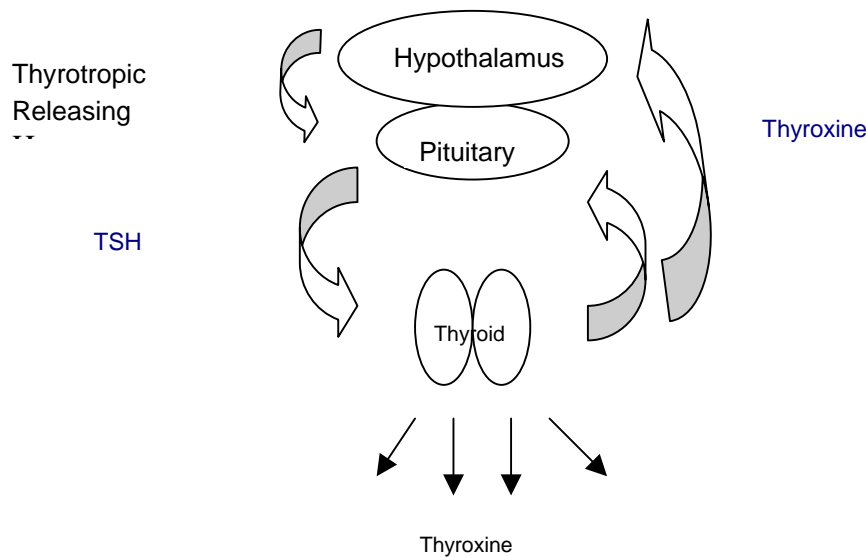 Hypothalamus
Thyrotropic
Releasing
Thyroxine
Pituitary
TSH
Thyroid
Thyroxine